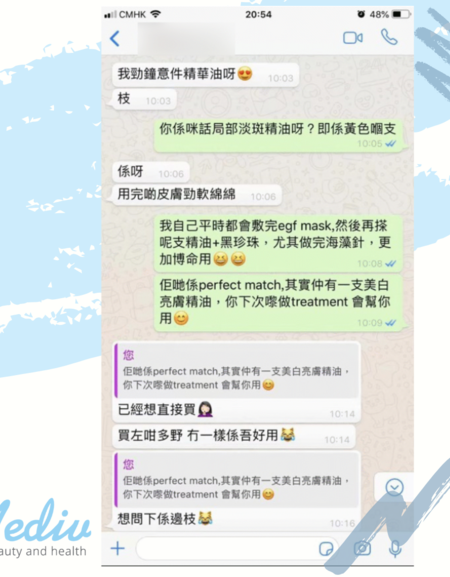 CMHK 20:54 48%
我勁鐘意件精華油呀😍 10:03
枝 10:03
你係咪話局部淡斑精油呀？即係黃色嗰支
10:05
係呀 10:06
用完啲皮膚勁軟綿綿 10:06
我自己平時都會敷完egf mask,然後再搽
呢支精油+黑珍珠，尤其做完海藻針，更
加博命用😆😆 10:08
佢哋係perfect match,其實仲有一支美白
亮膚精油，你下次嚟做treatment 會幫你
用😊 10:09
您
佢哋係perfect match,其實仲有一支美白亮膚精油，
你下次嚟做treatment 會幫你用😊
已經想直接買🤦🏻‍♀️ 10:14
買左咁多野 冇一樣係吾好用😹 10:14
您
佢哋係perfect match,其實仲有一支美白亮膚精油，
你下次嚟做treatment 會幫你用😊
想問下係邊枝😹 10:16
Mediv
auty and health